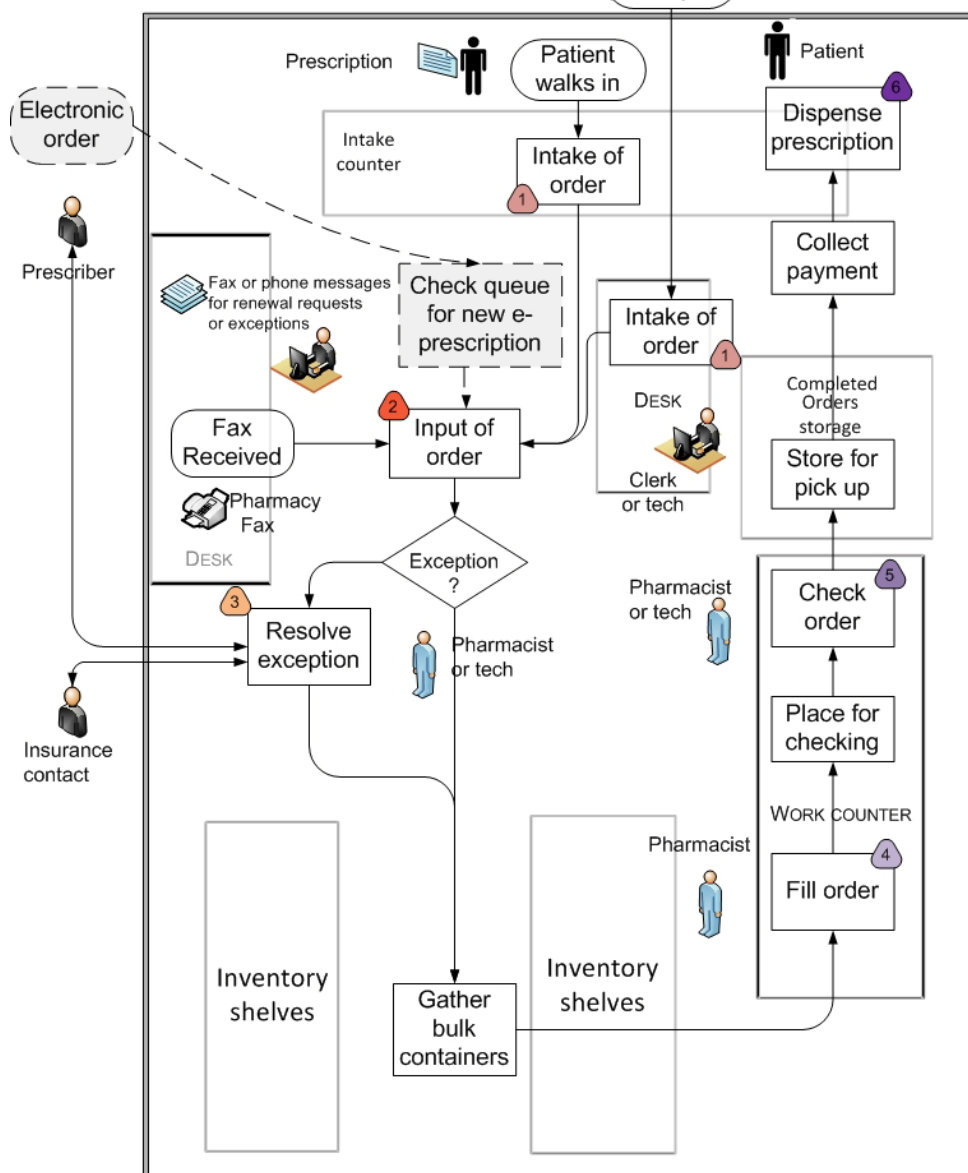 Prescription
Patient
walks in
Patient
6
Electronic
order
Intake
counter
Intake of
order
1
Dispense
prescription
Prescriber
Collect
payment
Fax or phone messages
for renewal requests
or exceptions
Check queue
for new e-
prescription
Intake of
order
1
Completed
Orders
storage
2
DESK
Fax
Received
Input of
order
Store for
pick up
Clerk
or tech
Pharmacy
Fax
DESK
Exception
?
3
Pharmacist
or tech
5
Check
order
Resolve
exception
Pharmacist
or tech
Place for
checking
Insurance
contact
WORK COUNTER
Pharmacist
4
Fill order
Inventory
shelves
Inventory
shelves
Gather
bulk
containers